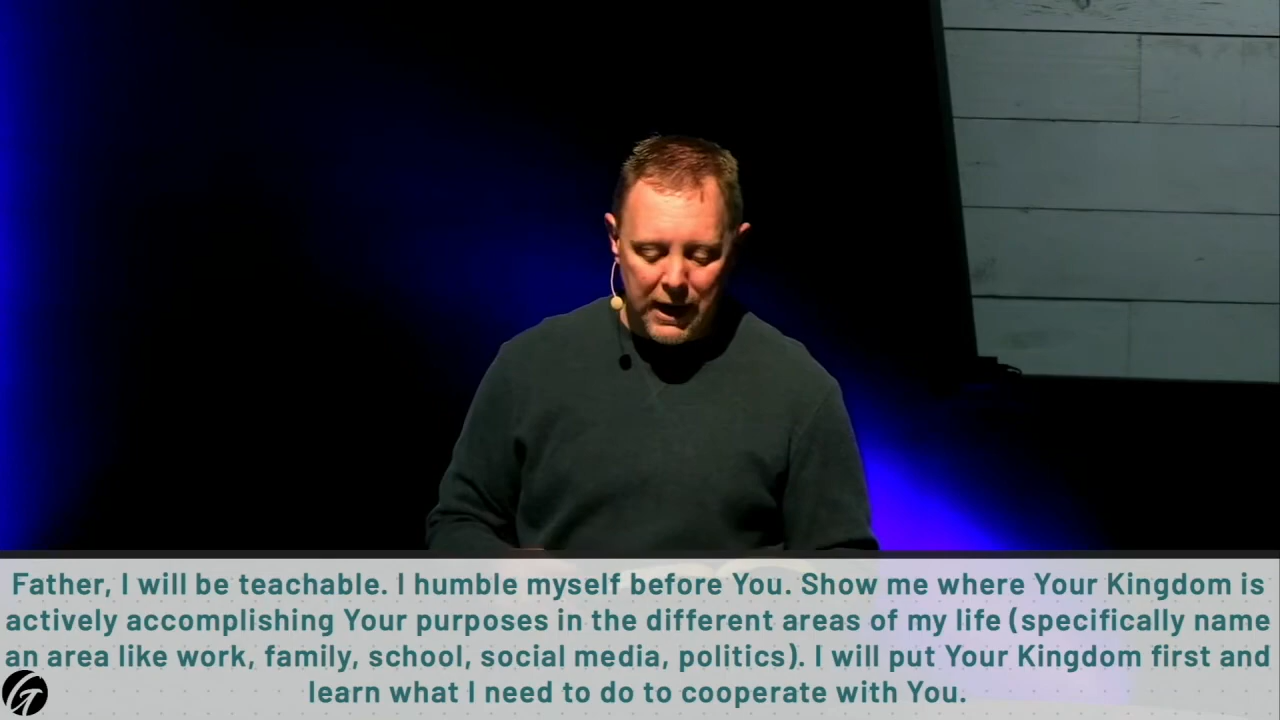 Father, I will be teachable. I humble myself before You. Show me where Your Kingdom is
actively accomplishing Your purposes in the different areas of my life (specifically name
an area like work, family, school, social media, politics). I will put Your Kingdom first and
learn what I need to do to cooperate with You.
GT